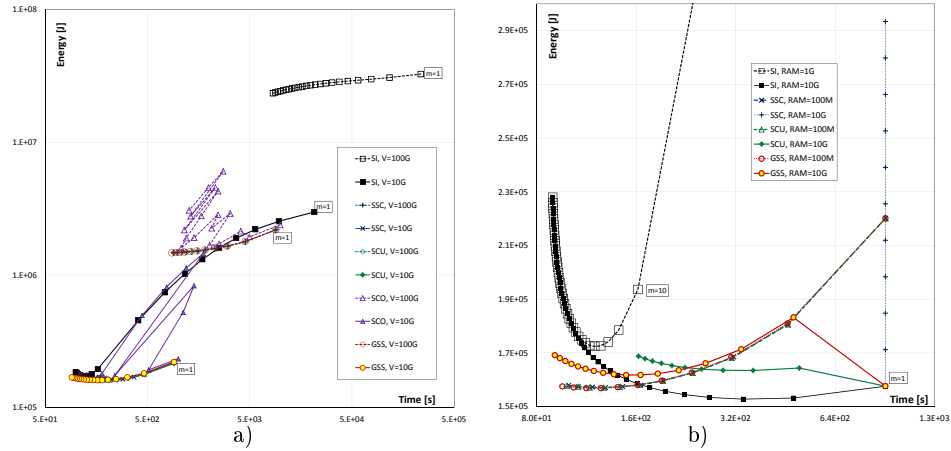 1.E+08
Energy [J]
1.E+07
1.E+06
1.E+05
5.E+01
5.E+02
5.E+03
5.E+04
5.E+05
Time [s]
m=1
m=1
m=1
m=1
SI, V=100G
SI, V=10G
SSC, V=100G
SSC, V=10G
SCU, V=100G
SCU, V=10G
SCO, V=100G
SCO, V=10G
GSS, V=100G
GSS, V=10G
a)
Energy [J]
2.9E+05
2.7E+05
2.5E+05
2.3E+05
2.1E+05
1.9E+05
1.7E+05
1.5E+05
8.0E+01
1.6E+02
3.2E+02
6.4E+02
1.3E+03
Time [s]
m=10
m=1
SI, RAM=1G
SI, RAM=10G
SSC, RAM=100M
SSC, RAM=10G
SCU, RAM=100M
SCU, RAM=10G
GSS, RAM=100M
GSS, RAM=10G
b)